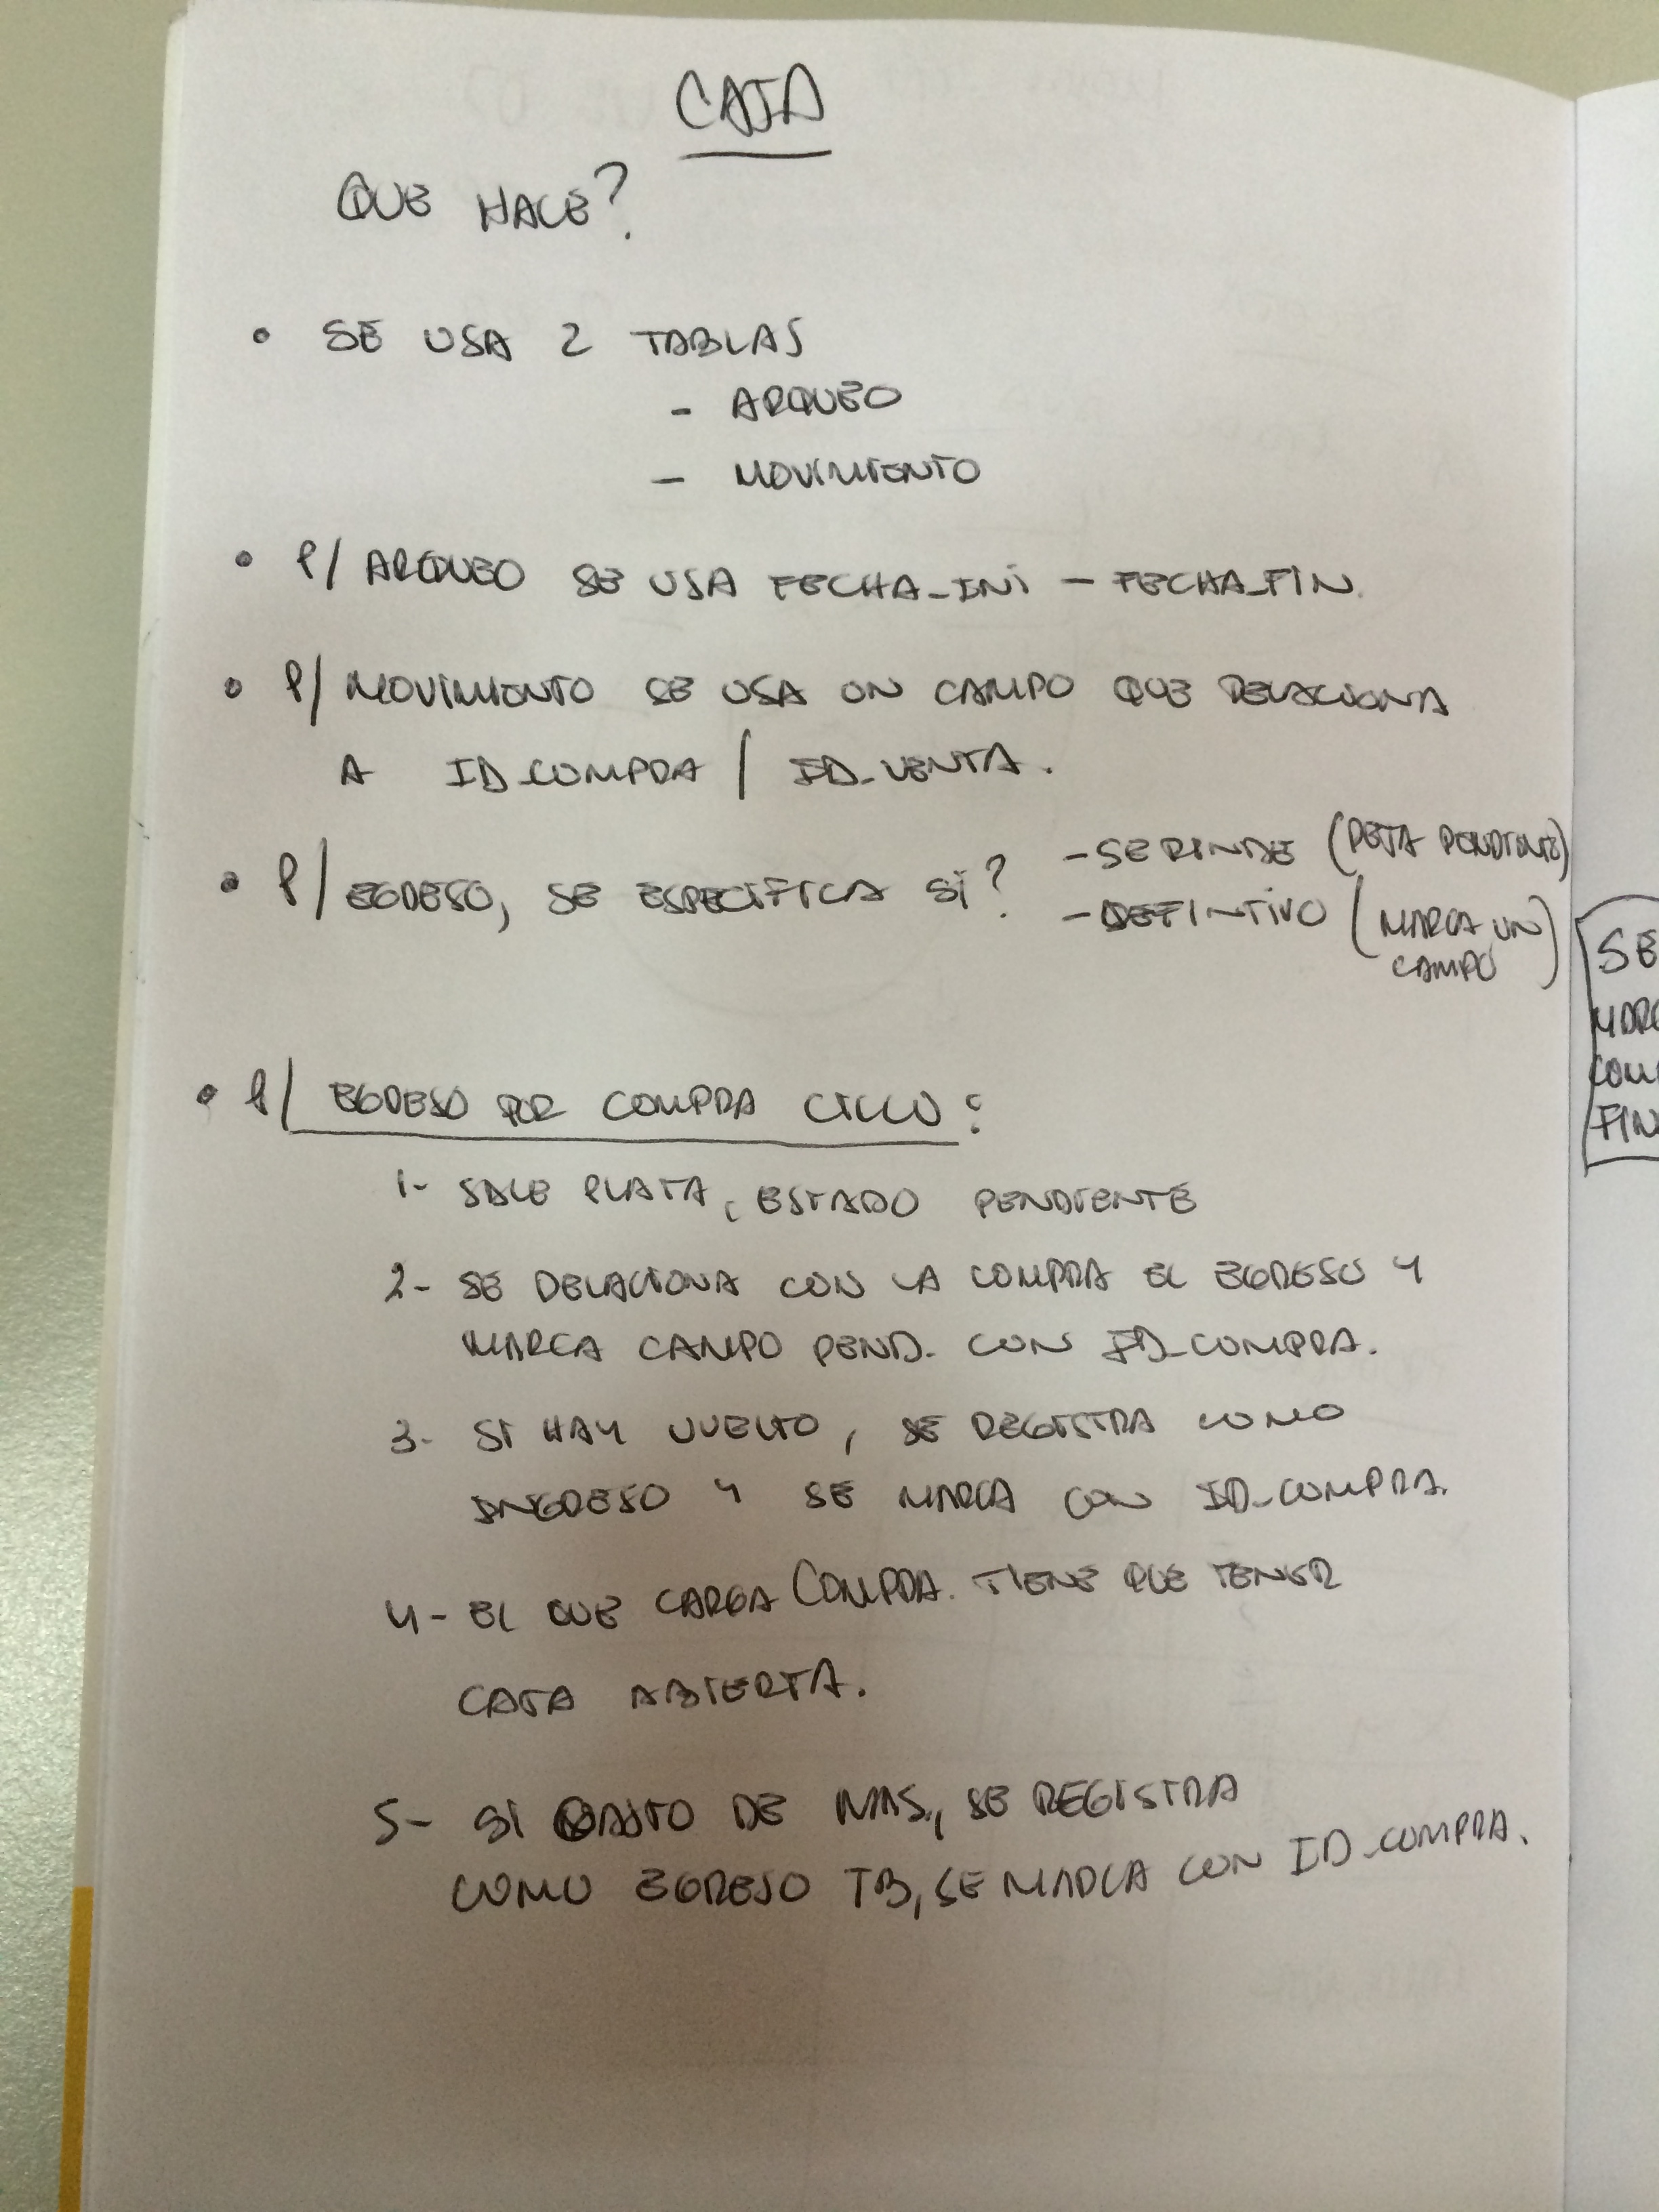 CAJA
QUE HACE?
• SE USA 2 TABLAS
- ARQUEO
- MOVIMIENTO
• P/ ARQUEO SE USA FECHA_INI - FECHA_FIN.
• P/ MOVIMIENTO SE USA UN CAMPO QUE RELACIONA
A ID_COMPRA / ID_VENTA.
• P/ EGRESO, SE ESPECIFICA SI?
- SE RINDE (DEJA PENDIENTE)
- DEFINTIVO (MARCA UN
CAMPO)
• P/ EGRESO POR COMPRA CICLO:
1- SALE PLATA, ESTADO PENDIENTE
2- SE RELACIONA CON LA COMPRA EL EGRESO Y
MARCA CAMPO PEND. CON ID_COMPRA.
3- SI HAY VUELTO, SE REGISTRA COMO
INGRESO Y SE MARCA CON ID_COMPRA.
4- EL QUE CARGA COMPRA. TIENE QUE TENER
CAJA ABIERTA.
5- SI GASTO DE MAS, SE REGISTRA
COMO EGRESO TB, SE MARCA CON ID_COMPRA.
SE
FIN